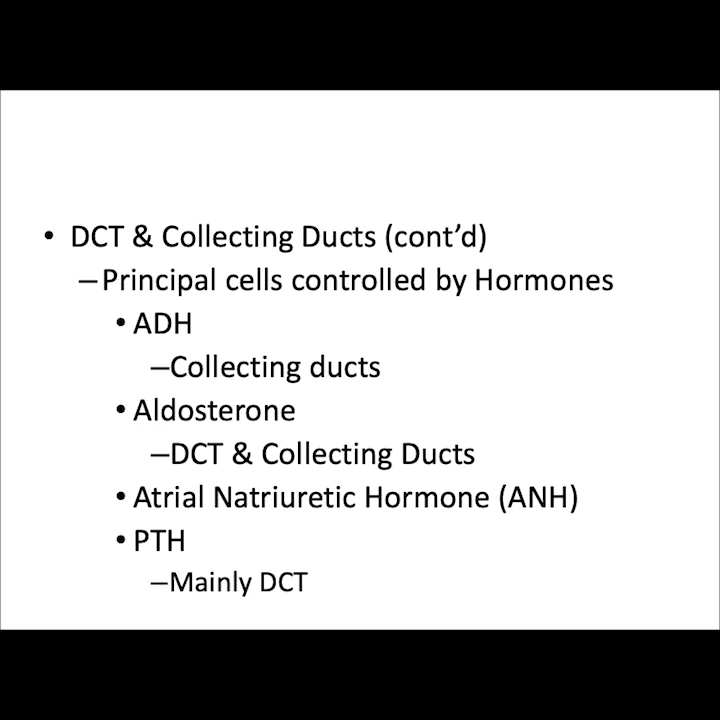 • DCT & Collecting Ducts (cont’d)
–Principal cells controlled by Hormones
• ADH
–Collecting ducts
• Aldosterone
–DCT & Collecting Ducts
• Atrial Natriuretic Hormone (ANH)
• PTH
–Mainly DCT